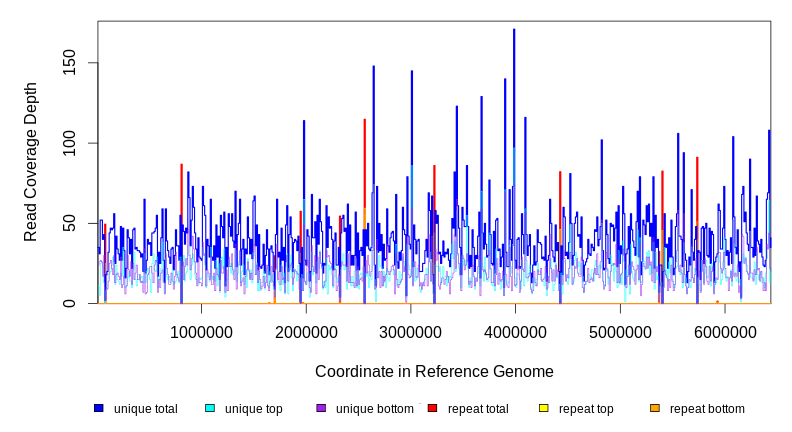 Read Coverage Depth
150
100
50
0
1000000 2000000 3000000 4000000 5000000 6000000
Coordinate in Reference Genome
unique total unique top unique bottom repeat total repeat top repeat bottom